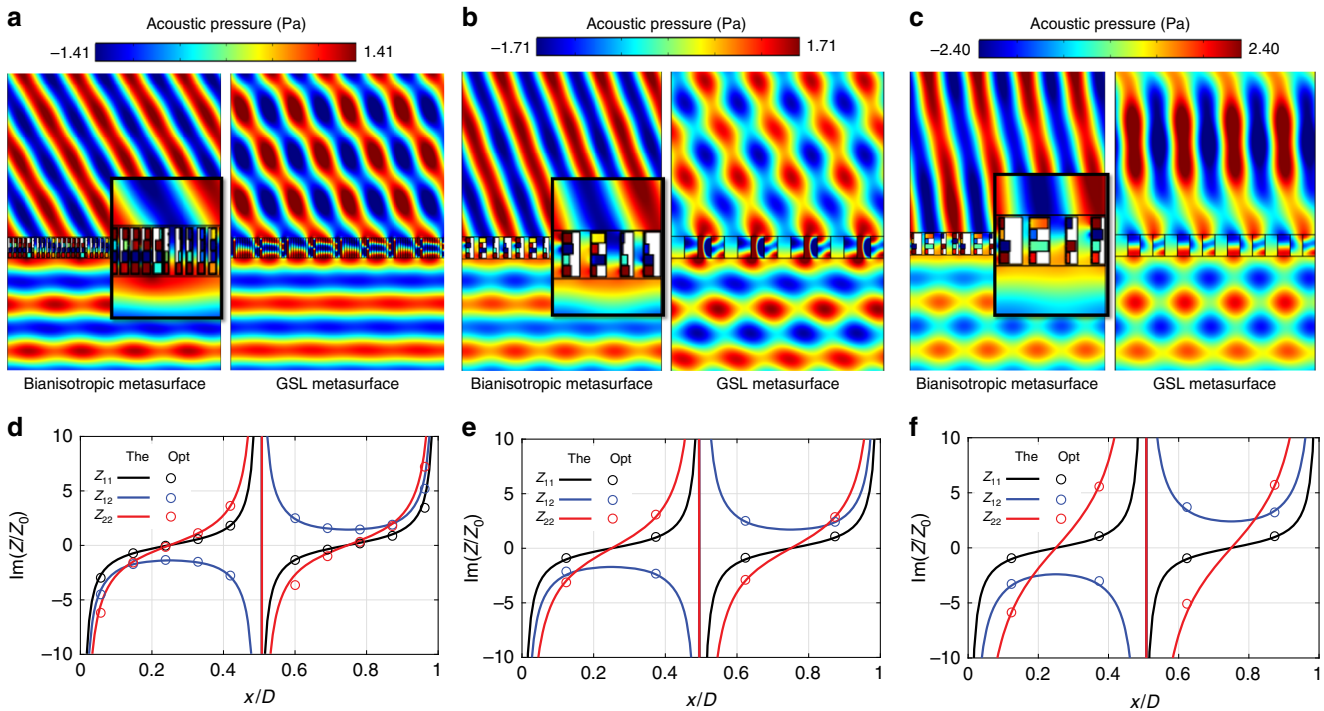 a
Acoustic pressure (Pa)
−1.41 1.41
Bianisotropic metasurface GSL metasurface
b
Acoustic pressure (Pa)
−1.71 1.71
Bianisotropic metasurface GSL metasurface
c
Acoustic pressure (Pa)
−2.40 2.40
Bianisotropic metasurface GSL metasurface
d
Im(Z/Z0)
10
5
0
−5
−10
The Opt
Z11
Z12
Z22
0 0.2 0.4 0.6 0.8 1
x/D
e
Im(Z/Z0)
10
5
0
−5
−10
The Opt
Z11
Z12
Z22
0 0.2 0.4 0.6 0.8 1
x/D
f
Im(Z/Z0)
10
5
0
−5
−10
The Opt
Z11
Z12
Z22
0 0.2 0.4 0.6 0.8 1
x/D